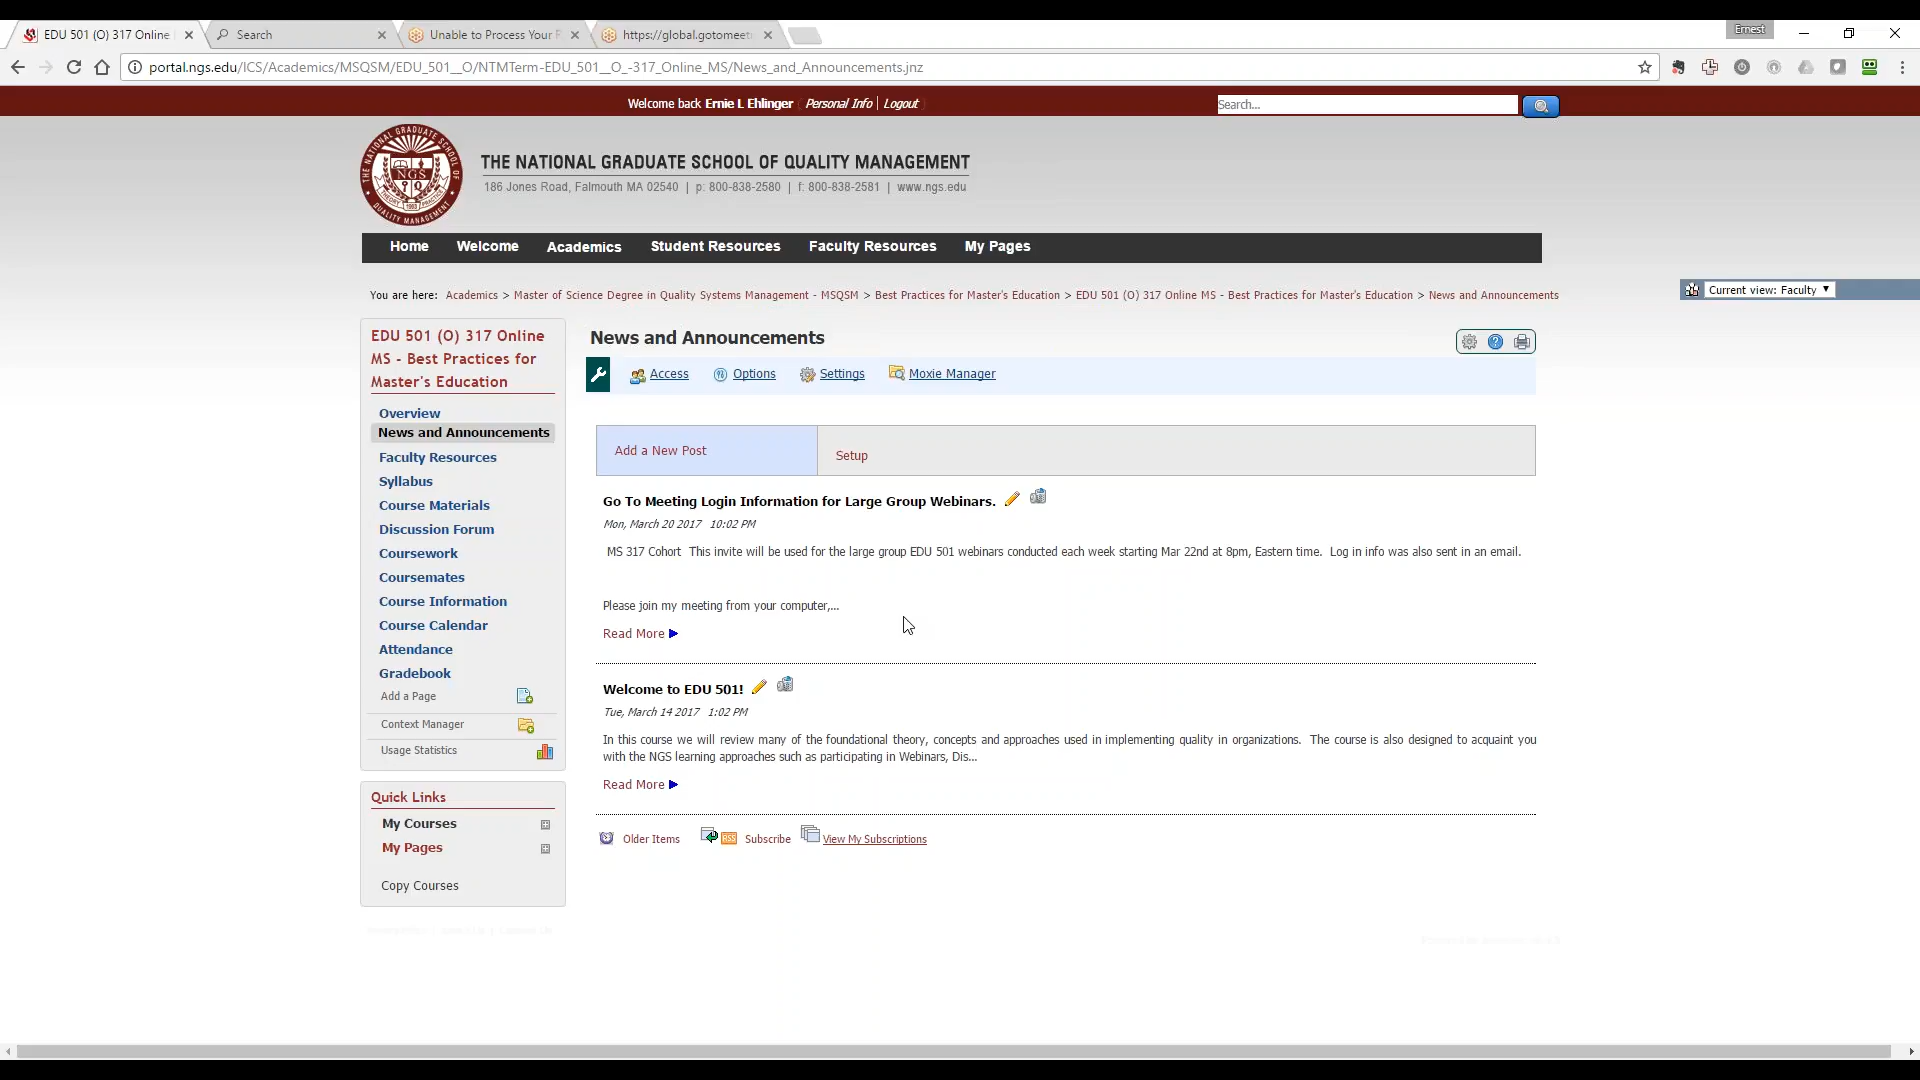 EDU 501 (O) 317 Online
Search
Unable to Process Your
https://global.gotomeet
Ernest
portal.ngs.edu/ICS/Academics/MSQSM/EDU_501__O/NTMTerm-EDU_501__O_-317_Online_MS/News_and_Announcements.jnz
Welcome back Ernie L Ehlinger Personal Info | Logout
Search...
THE NATIONAL GRADUATE SCHOOL OF QUALITY MANAGEMENT
186 Jones Road, Falmouth MA 02540 | p: 800-838-2580 | f: 800-838-2581 | www.ngs.edu
THE NATIONAL GRADUATE SCHOOL OF
NGS
QUALITY MANAGEMENT
Home Welcome Academics Student Resources Faculty Resources My Pages
You are here: Academics > Master of Science Degree in Quality Systems Management - MSQSM > Best Practices for Master's Education > EDU 501 (O) 317 Online MS - Best Practices for Master's Education > News and Announcements
Current view: Faculty
EDU 501 (O) 317 Online
MS - Best Practices for
Master's Education
Overview
News and Announcements
Faculty Resources
Syllabus
Course Materials
Discussion Forum
Coursework
Coursemates
Course Information
Course Calendar
Attendance
Gradebook
Add a Page
Context Manager
Usage Statistics
Quick Links
My Courses
My Pages
Copy Courses
News and Announcements
Access Options Settings Moxie Manager
Add a New Post
Setup
Go To Meeting Login Information for Large Group Webinars.
Mon, March 20 2017 10:02 PM
MS 317 Cohort This invite will be used for the large group EDU 501 webinars conducted each week starting Mar 22nd at 8pm, Eastern time. Log in info was also sent in an email.
Please join my meeting from your computer,...
Read More
Welcome to EDU 501!
Tue, March 14 2017 1:02 PM
In this course we will review many of the foundational theory, concepts and approaches used in implementing quality in organizations. The course is also designed to acquaint you
with the NGS learning approaches such as participating in Webinars, Dis...
Read More
Older Items RSS Subscribe View My Subscriptions